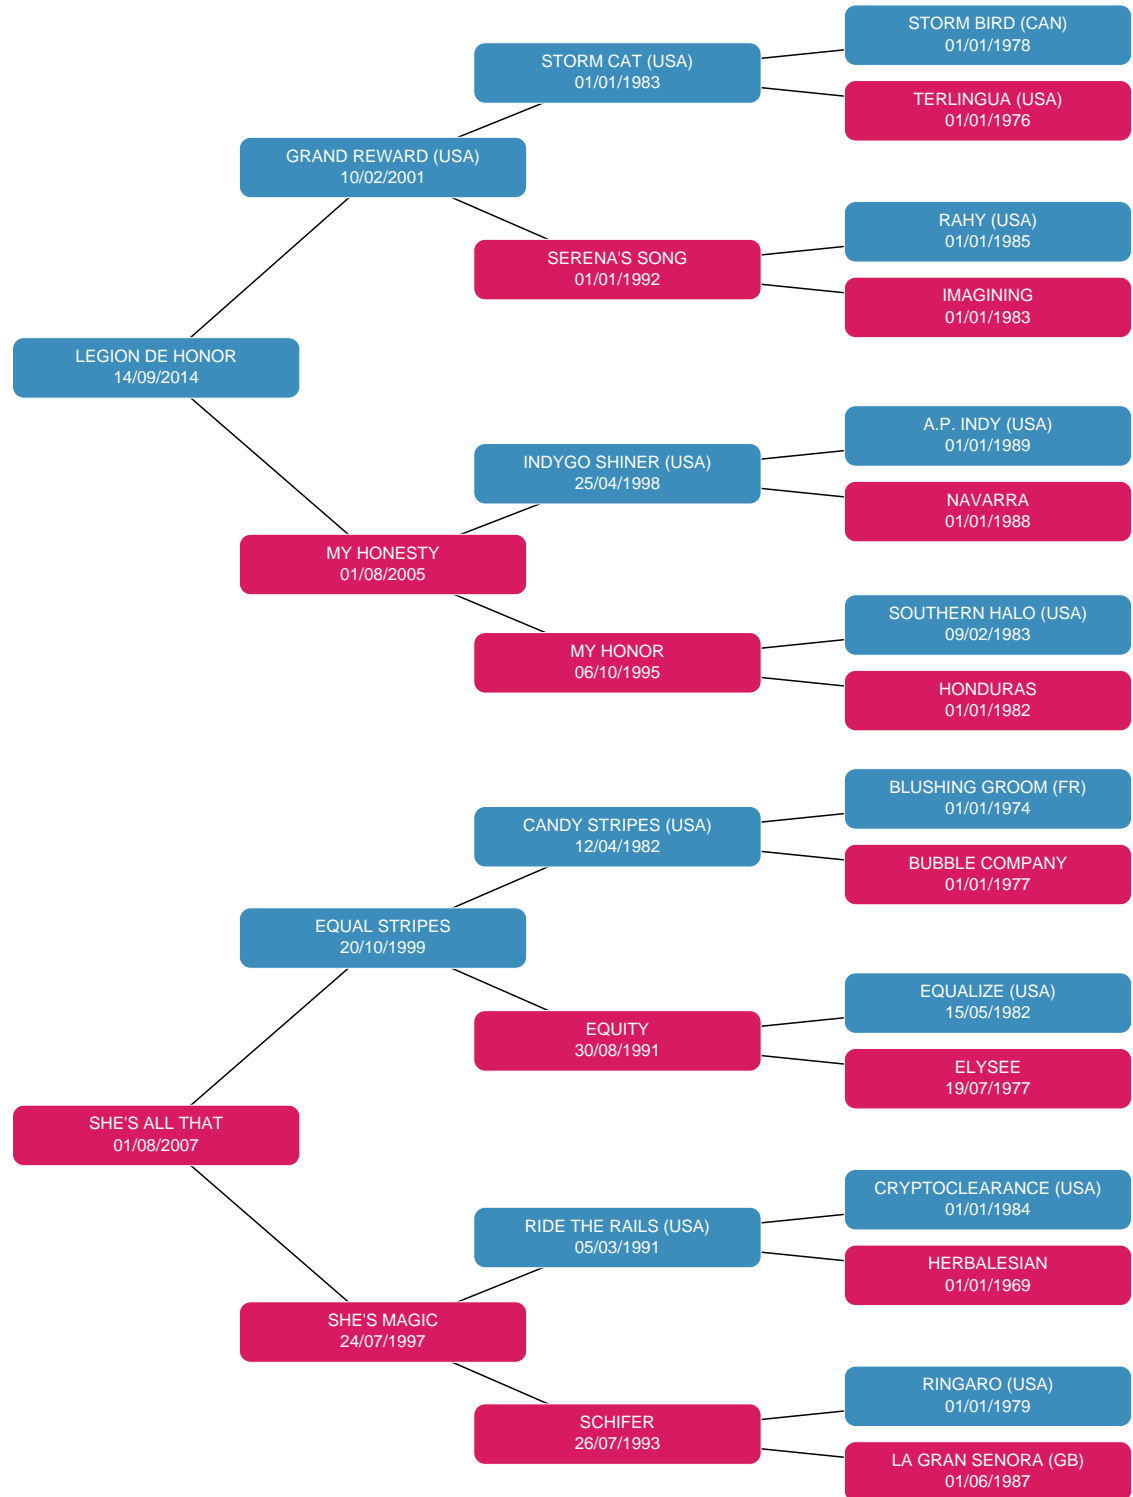 STORM BIRD (CAN)
01/01/1978
STORM CAT (USA)
01/01/1983
TERLINGUA (USA)
01/01/1976
GRAND REWARD (USA)
10/02/2001
RAHY (USA)
01/01/1985
SERENA'S SONG
01/01/1992
IMAGINING
01/01/1983
LEGION DE HONOR
14/09/2014
A.P. INDY (USA)
01/01/1989
INDYGO SHINER (USA)
25/04/1998
NAVARRA
01/01/1988
MY HONESTY
01/08/2005
SOUTHERN HALO (USA)
09/02/1983
MY HONOR
06/10/1995
HONDURAS
01/01/1982
BLUSHING GROOM (FR)
01/01/1974
CANDY STRIPES (USA)
12/04/1982
BUBBLE COMPANY
01/01/1977
EQUAL STRIPES
20/10/1999
EQUALIZE (USA)
15/05/1982
EQUITY
30/08/1991
ELYSEE
19/07/1977
SHE'S ALL THAT
01/08/2007
CRYPTOCLEARANCE (USA)
01/01/1984
RIDE THE RAILS (USA)
05/03/1991
HERBALESIAN
01/01/1969
SHE'S MAGIC
24/07/1997
RINGARO (USA)
01/01/1979
SCHIFER
26/07/1993
LA GRAN SENORA (GB)
01/06/1987